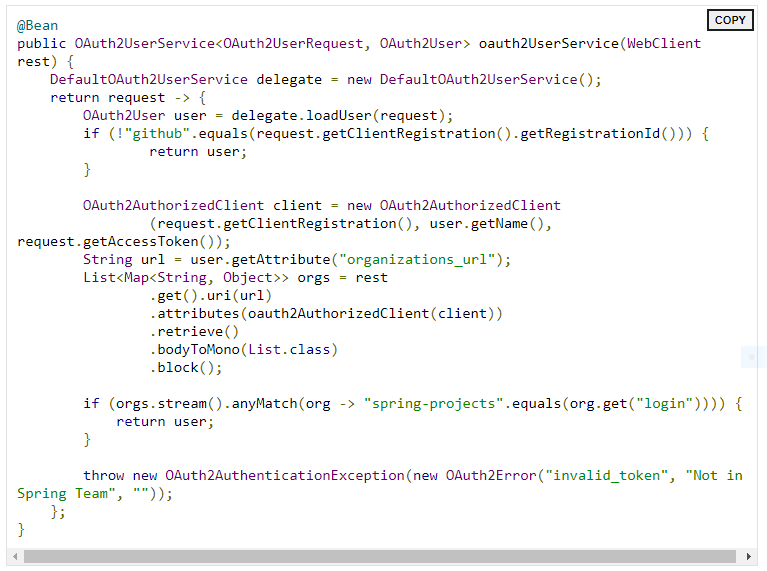 COPY
@Bean
public OAuth2UserService<OAuth2UserRequest, OAuth2User> oauth2UserService(WebClient
rest) {
    DefaultOAuth2UserService delegate = new DefaultOAuth2UserService();
    return request -> {
        OAuth2User user = delegate.loadUser(request);
        if (!"github".equals(request.getClientRegistration().getRegistrationId())) {
                return user;
        }
        OAuth2AuthorizedClient client = new OAuth2AuthorizedClient
                (request.getClientRegistration(), user.getName(),
request.getAccessToken());
        String url = user.getAttribute("organizations_url");
        List<Map<String, Object>> orgs = rest
                .get().uri(url)
                .attributes(oauth2AuthorizedClient(client))
                .retrieve()
                .bodyToMono(List.class)
                .block();
        if (orgs.stream().anyMatch(org -> "spring-projects".equals(org.get("login")))) {
            return user;
        }
        throw new OAuth2AuthenticationException(new OAuth2Error("invalid_token", "Not in
Spring Team", ""));
    };
}